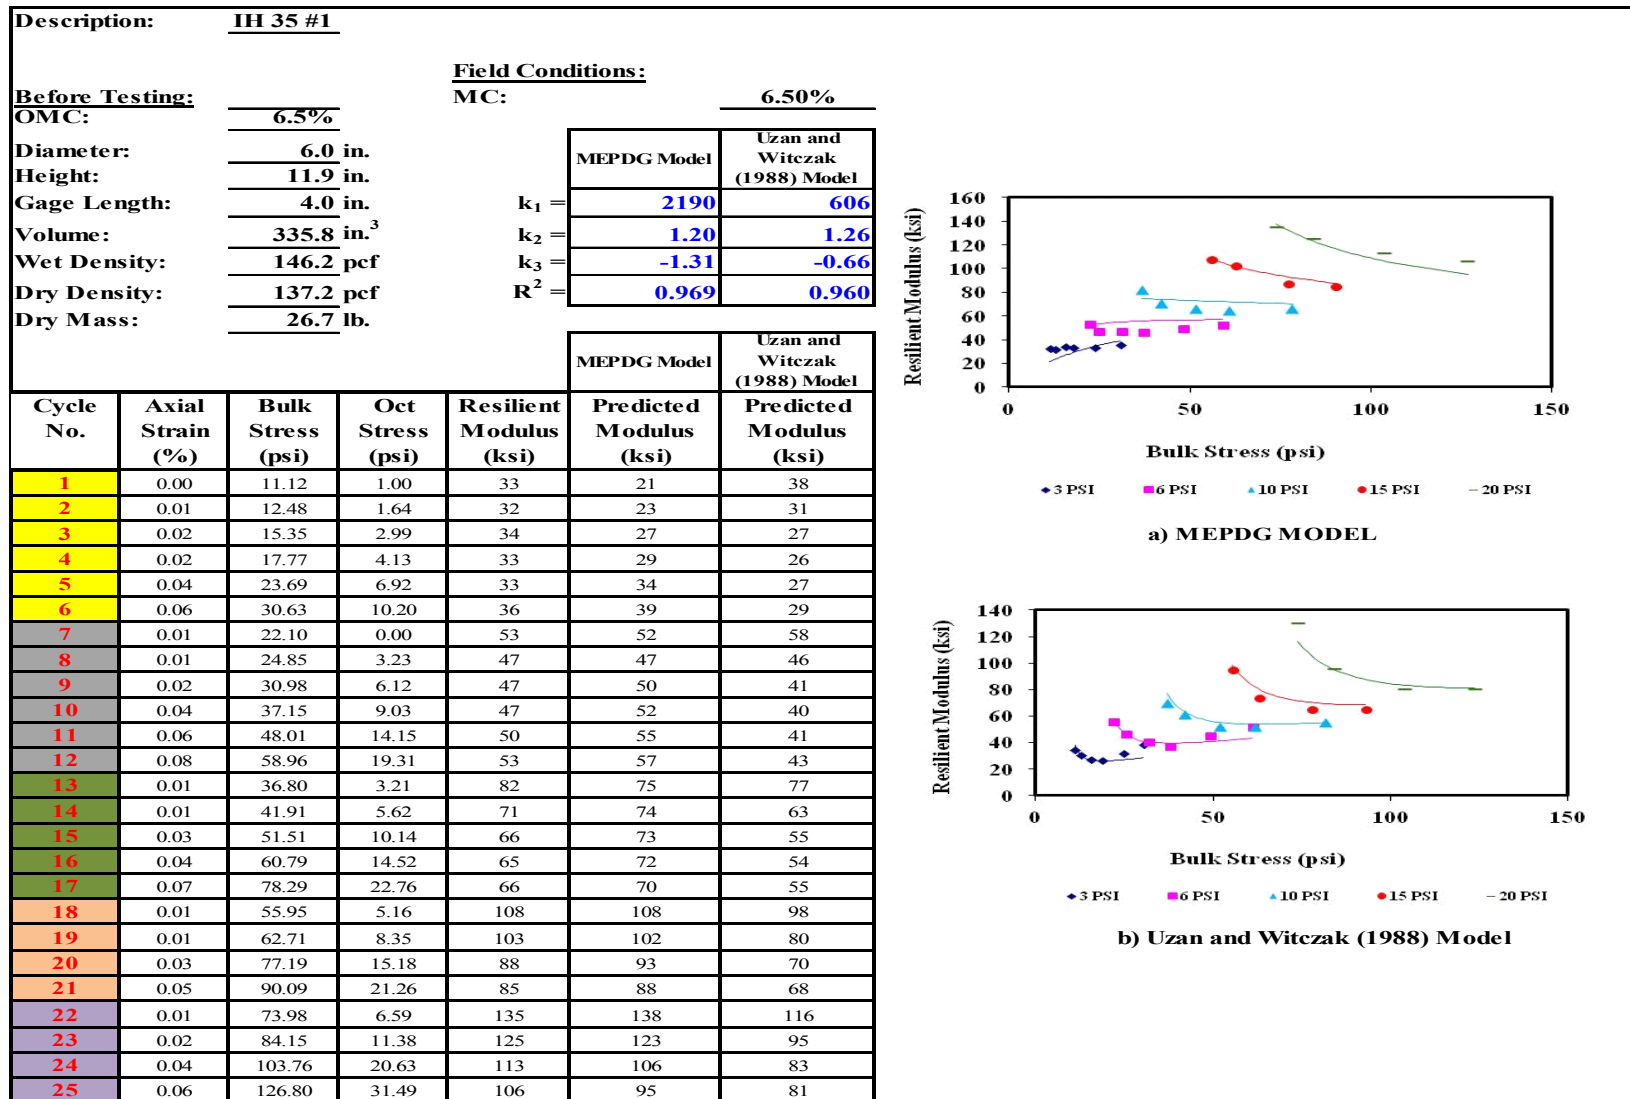 Description: IH 35 #1
Field Conditions:
Before Testing: MC: 6.50%
OMC: 6.5%
Diameter: 6.0 in.
Height: 11.9 in.
Gage Length: 4.0 in.
Volume: 335.8 in.³
Wet Density: 146.2 pcf
Dry Density: 137.2 pcf
Dry Mass: 26.7 lb.
MEPDG Model Uzan and Witczak (1988) Model
k₁ = 2190 606
k₂ = 1.20 1.26
k₃ = -1.31 -0.66
R² = 0.969 0.960
MEPDG Model Uzan and Witczak (1988) Model
Cycle No. Axial Strain (%) Bulk Stress (psi) Oct Stress (psi) Resilient Modulus (ksi) Predicted Modulus (ksi) Predicted Modulus (ksi)
1 0.00 11.12 1.00 33 21 38
2 0.01 12.48 1.64 32 23 31
3 0.02 15.35 2.99 34 27 27
4 0.02 17.77 4.13 33 29 26
5 0.04 23.69 6.92 33 34 27
6 0.06 30.63 10.20 36 39 29
7 0.01 22.10 0.00 53 52 58
8 0.01 24.85 3.23 47 47 46
9 0.02 30.98 6.12 47 50 41
10 0.04 37.15 9.03 47 52 40
11 0.06 48.01 14.15 50 55 41
12 0.08 58.96 19.31 53 57 43
13 0.01 36.80 3.21 82 75 77
14 0.01 41.91 5.62 71 74 63
15 0.03 51.51 10.14 66 73 55
16 0.04 60.79 14.52 65 72 54
17 0.07 78.29 22.76 66 70 55
18 0.01 55.95 5.16 108 108 98
19 0.01 62.71 8.35 103 102 80
20 0.03 77.19 15.18 88 93 70
21 0.05 90.09 21.26 85 88 68
22 0.01 73.98 6.59 135 138 116
23 0.02 84.15 11.38 125 123 95
24 0.04 103.76 20.63 113 106 83
25 0.06 126.80 31.49 106 95 81
Resilient Modulus (ksi)
160
140
120
100
80
60
40
20
0
0 50 100 150
Bulk Stress (psi)
3 PSI 6 PSI 10 PSI 15 PSI 20 PSI
a) MEPDG MODEL
Resilient Modulus (ksi)
140
120
100
80
60
40
20
0
0 50 100 150
Bulk Stress (psi)
3 PSI 6 PSI 10 PSI 15 PSI 20 PSI
b) Uzan and Witczak (1988) Model